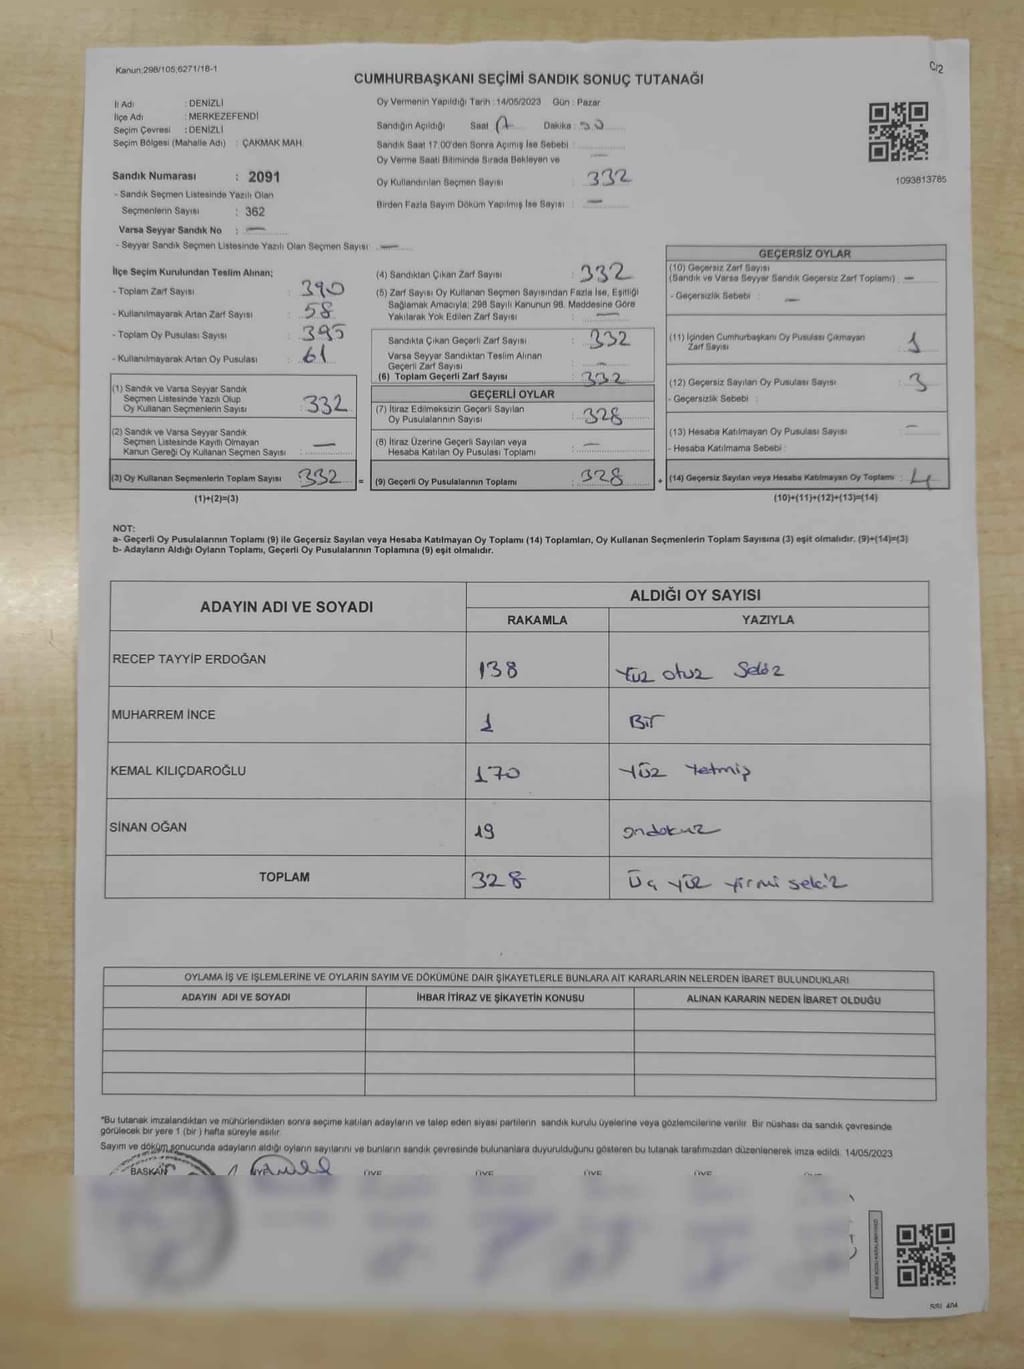 Kanun:298/105;6271/18-1
C/2
CUMHURBAŞKANI SEÇİMİ SANDIK SONUÇ TUTANAĞI
İl Adı : DENİZLİ
İlçe Adı : MERKEZEFENDİ
Seçim Çevresi : DENİZLİ
Seçim Bölgesi (Mahalle Adı) : ÇAKMAK MAH.
Sandık Numarası : 2091
- Sandık Seçmen Listesinde Yazılı Olan
Seçmenlerin Sayısı : 362
Varsa Seyyar Sandık No : —
- Seyyar Sandık Seçmen Listesinde Yazılı Olan Seçmen Sayısı : —
Oy Vermenin Yapıldığı Tarih : 14/05/2023 Gün : Pazar
Sandığın Açıldığı Saat Dakika :
Sandık Saat 17.00'den Sonra Açılmış İse Sebebi :
Oy Verme Saati Bitiminde Sırada Bekleyen ve —
Oy Kullandırılan Seçmen Sayısı : 332
Birden Fazla Sayım Döküm Yapılmış İse Sayısı : —
1093813785
İlçe Seçim Kurulundan Teslim Alınan;
- Toplam Zarf Sayısı : 390
- Kullanılmayarak Artan Zarf Sayısı : 58
- Toplam Oy Pusulası Sayısı : 395
- Kullanılmayarak Artan Oy Pusulası : 61
(1) Sandık ve Varsa Seyyar Sandık
Seçmen Listesinde Yazılı Olup
Oy Kullanan Seçmenlerin Sayısı : 332
(2) Sandık ve Varsa Seyyar Sandık
Seçmen Listesinde Kayıtlı Olmayan —
Kanun Gereği Oy Kullanan Seçmen Sayısı :
(3) Oy Kullanan Seçmenlerin Toplam Sayısı : 332
(1)+(2)=(3)
(4) Sandıktan Çıkan Zarf Sayısı : 332
(5) Zarf Sayısı Oy Kullanan Seçmen Sayısından Fazla İse, Eşitliği
Sağlamak Amacıyla; 298 Sayılı Kanunun 98. Maddesine Göre
Yakılarak Yok Edilen Zarf Sayısı : —
Sandıkta Çıkan Geçerli Zarf Sayısı : 332
Varsa Seyyar Sandıktan Teslim Alınan
Geçerli Zarf Sayısı : —
(6) Toplam Geçerli Zarf Sayısı : 332
GEÇERLİ OYLAR
(7) İtiraz Edilmeksizin Geçerli Sayılan
Oy Pusulalarının Sayısı : 328
(8) İtiraz Üzerine Geçerli Sayılan veya —
Hesaba Katılan Oy Pusulası Toplamı :
= (9) Geçerli Oy Pusulalarının Toplamı : 328
GEÇERSİZ OYLAR
(10) Geçersiz Zarf Sayısı
(Sandık ve Varsa Seyyar Sandık Geçersiz Zarf Toplamı) : —
- Geçersizlik Sebebi : —
(11) İçinden Cumhurbaşkanı Oy Pusulası Çıkmayan
Zarf Sayısı : 1
(12) Geçersiz Sayılan Oy Pusulası Sayısı : 3
- Geçersizlik Sebebi :
(13) Hesaba Katılmayan Oy Pusulası Sayısı : —
- Hesaba Katılmama Sebebi :
+ (14) Geçersiz Sayılan veya Hesaba Katılmayan Oy Toplamı : 4
(10)+(11)+(12)+(13)=(14)
NOT:
a- Geçerli Oy Pusulalarının Toplamı (9) ile Geçersiz Sayılan veya Hesaba Katılmayan Oy Toplamı (14) Toplamları, Oy Kullanan Seçmenlerin Toplam Sayısına (3) eşit olmalıdır. (9)+(14)=(3)
b- Adayların Aldığı Oyların Toplamı, Geçerli Oy Pusulalarının Toplamına (9) eşit olmalıdır.
ADAYIN ADI VE SOYADI ALDIĞI OY SAYISI
RAKAMLA YAZIYLA
RECEP TAYYİP ERDOĞAN 138 Yüz otuz Sekiz
MUHARREM İNCE 1 Bir
KEMAL KILIÇDAROĞLU 170 Yüz Yetmiş
SİNAN OĞAN 19 ondokuz
TOPLAM 328 Üç yüz yirmi sekiz
OYLAMA İŞ VE İŞLEMLERİNE VE OYLARIN SAYIM VE DÖKÜMÜNE DAİR ŞİKAYETLERLE BUNLARA AİT KARARLARIN NELERDEN İBARET BULUNDUKLARI
ADAYIN ADI VE SOYADI İHBAR İTİRAZ VE ŞİKAYETİN KONUSU ALINAN KARARIN NEDEN İBARET OLDUĞU
*Bu tutanak imzalandıktan ve mühürlendikten sonra seçime katılan adayların ve talep eden siyasi partilerin sandık kurulu üyelerine veya gözlemcilerine verilir. Bir nüshası da sandık çevresinde
görülecek bir yere 1 (bir) hafta süreyle asılır.
Sayım ve döküm sonucunda adayların aldığı oyların sayılarını ve bunların sandık çevresinde bulunanlara duyurulduğunu gösteren bu tutanak tarafımızdan düzenlenerek imza edildi. 14/05/2023
BAŞKAN ÜYE ÜYE ÜYE